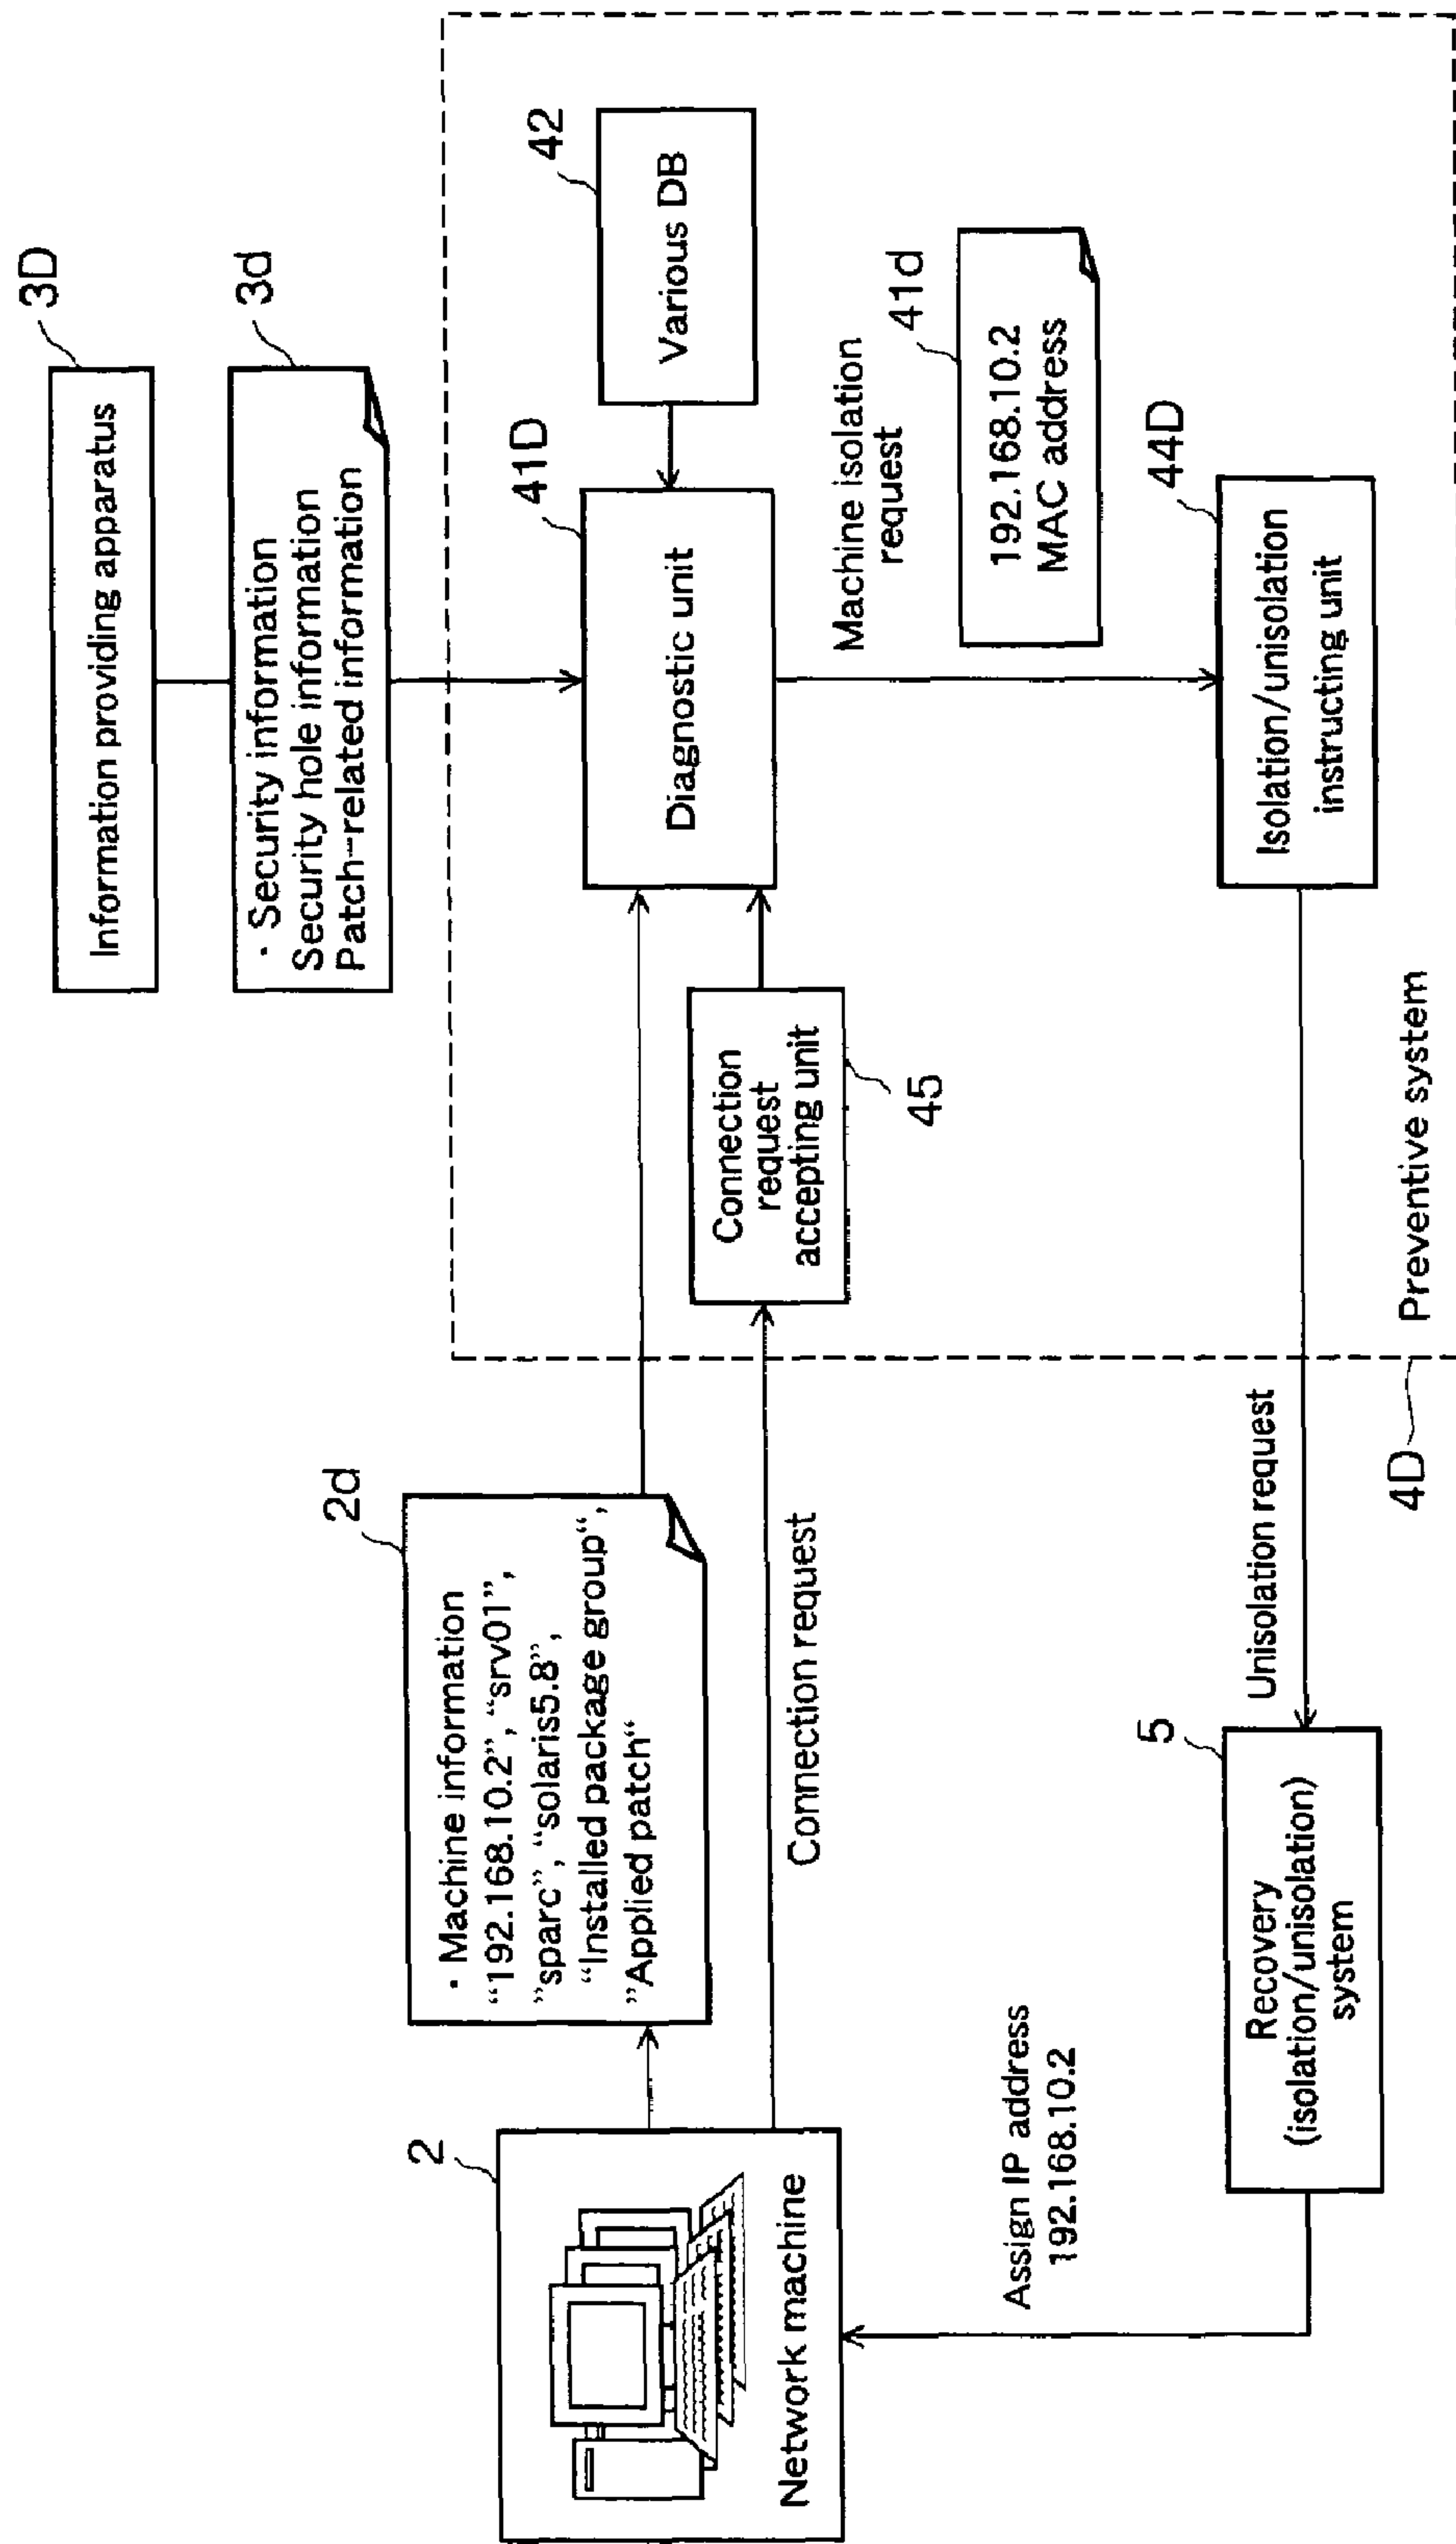 Information providing apparatus
3D
· Security information
Security hole information
Patch-related information
3d
2d
· Machine information
“192.168.10.2”, “srv01”,
”sparc”, “solaris5.8”,
“Installed package group“,
”Applied patch“
2
Network machine
Connection request
Connection
request
accepting unit
45
Diagnostic unit
41D
Various DB
42
Machine isolation
request
41d
192.168.10.2
MAC address
Isolation/unisolation
instructing unit
44D
Unisolation request
5
Recovery
(isolation/unisolation)
system
Assign IP address
192.168.10.2
4D
Preventive system